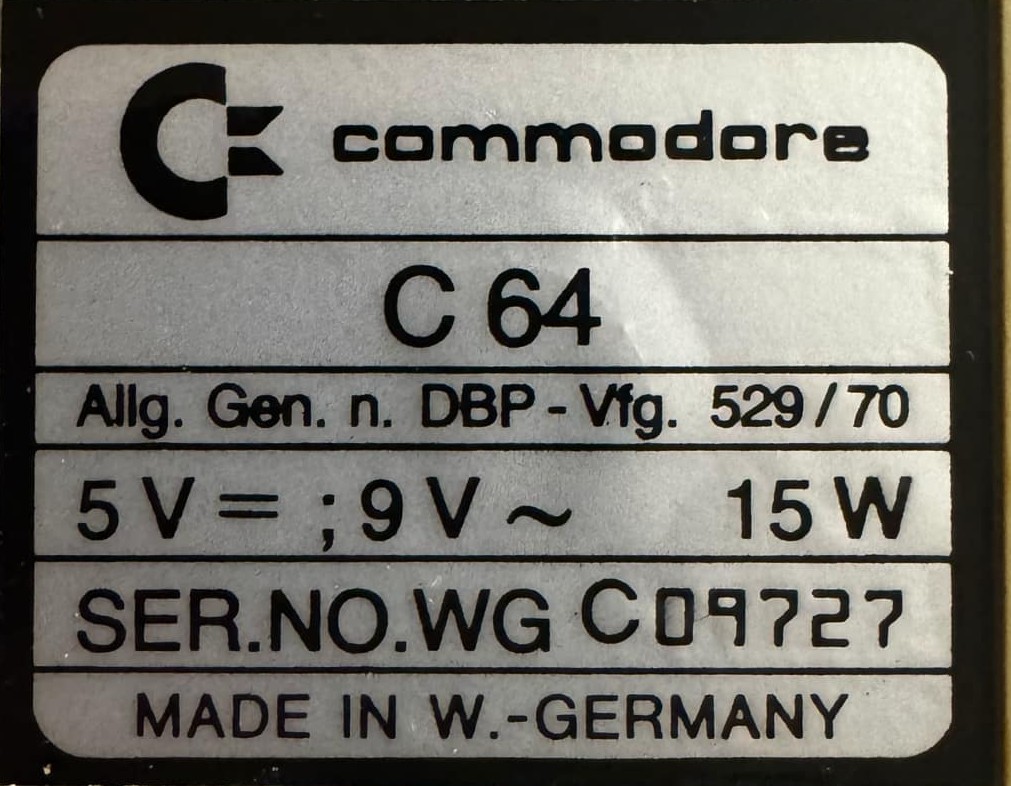 commodore
C 64
Allg. Gen. n. DBP - Vfg. 529 / 70
5 V = ; 9 V ~ 15 W
SER.NO.WG C09727
MADE IN W.-GERMANY